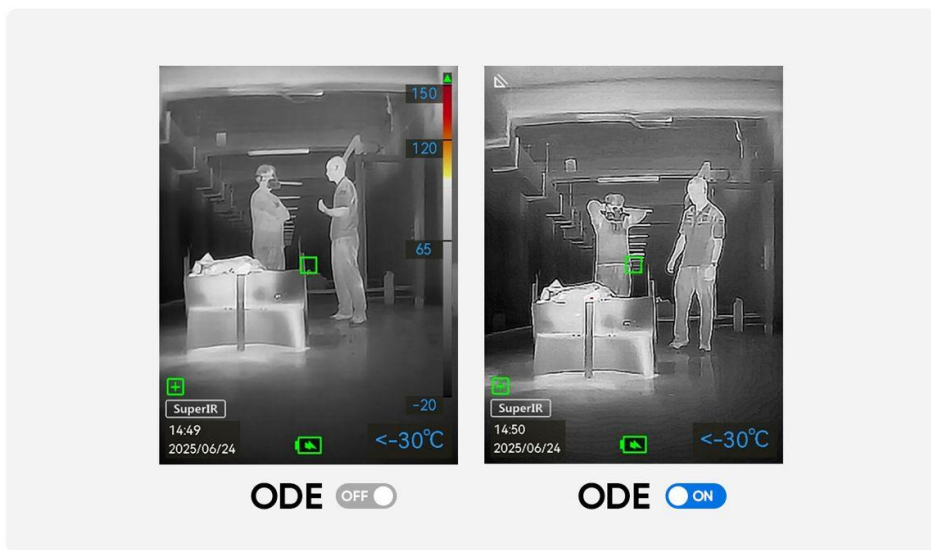 150
120
65
-20
SuperIR
14:49
2025/06/24
<-30℃
SuperIR
14:50
2025/06/24
<-30℃
ODE OFF
ODE ON